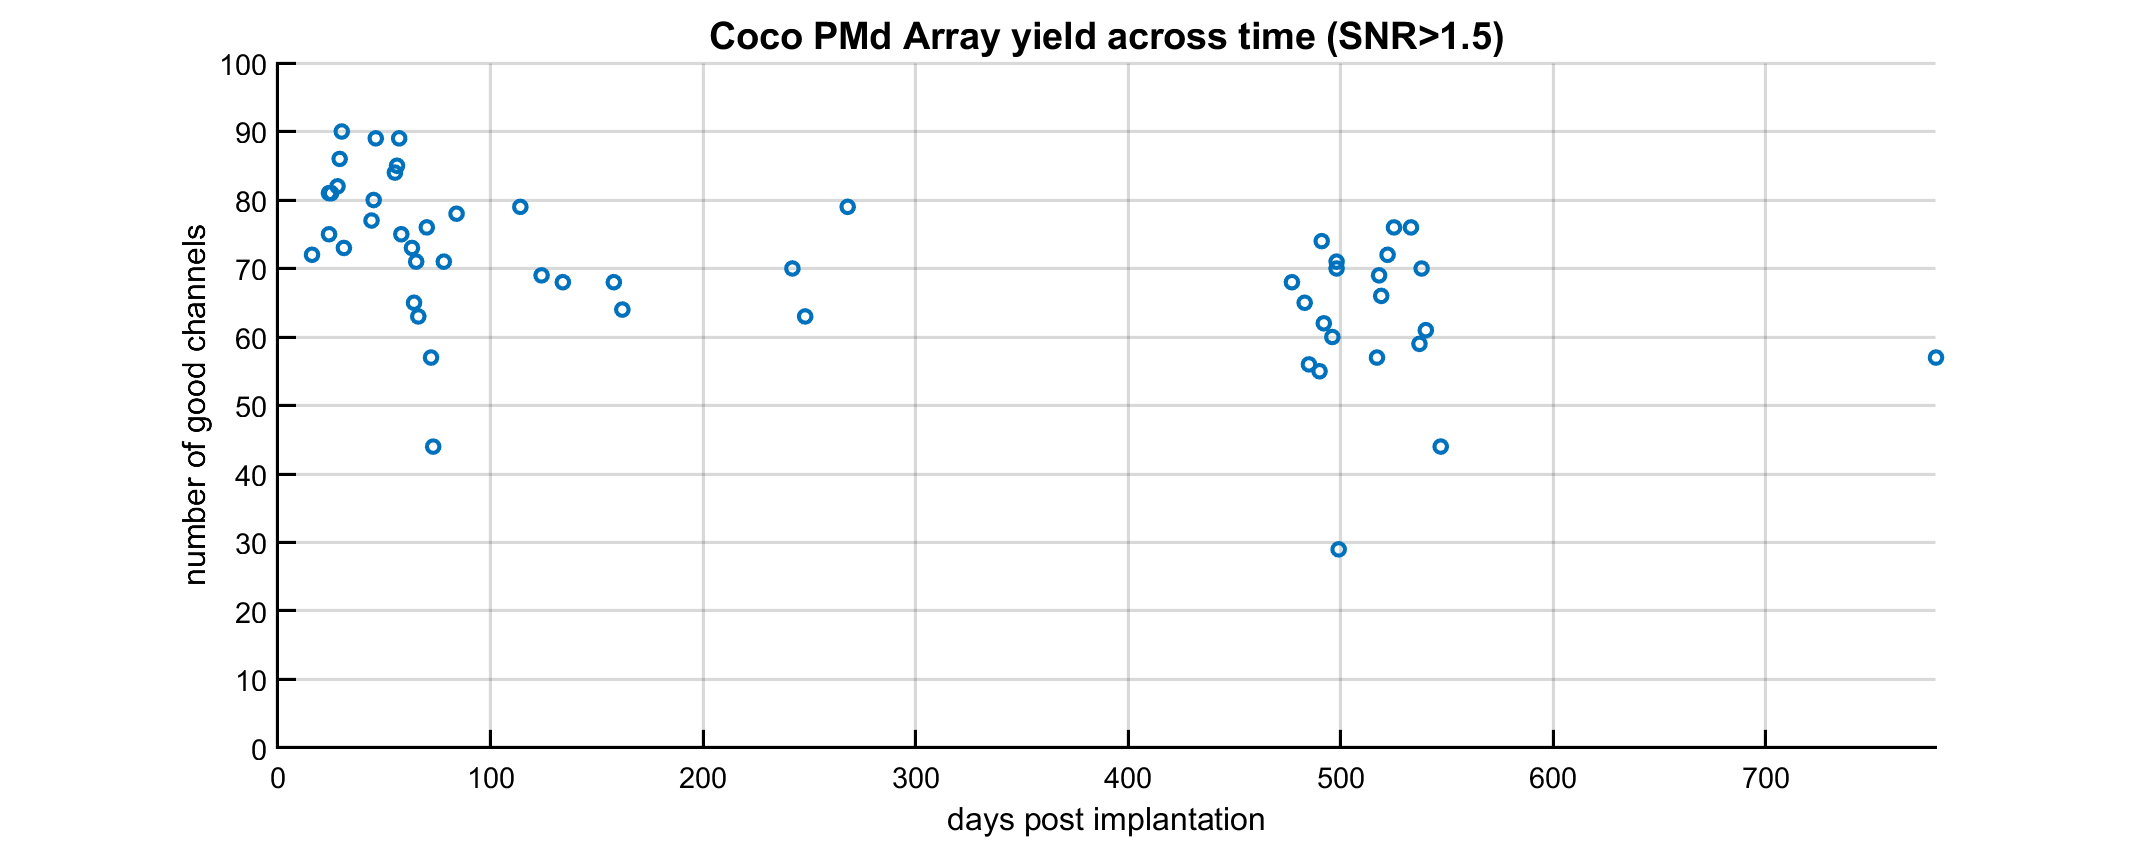 Coco PMd Array yield across time (SNR>1.5)
100
90
80
70
60
50
40
30
20
10
0
number of good channels
0 100 200 300 400 500 600 700
days post implantation